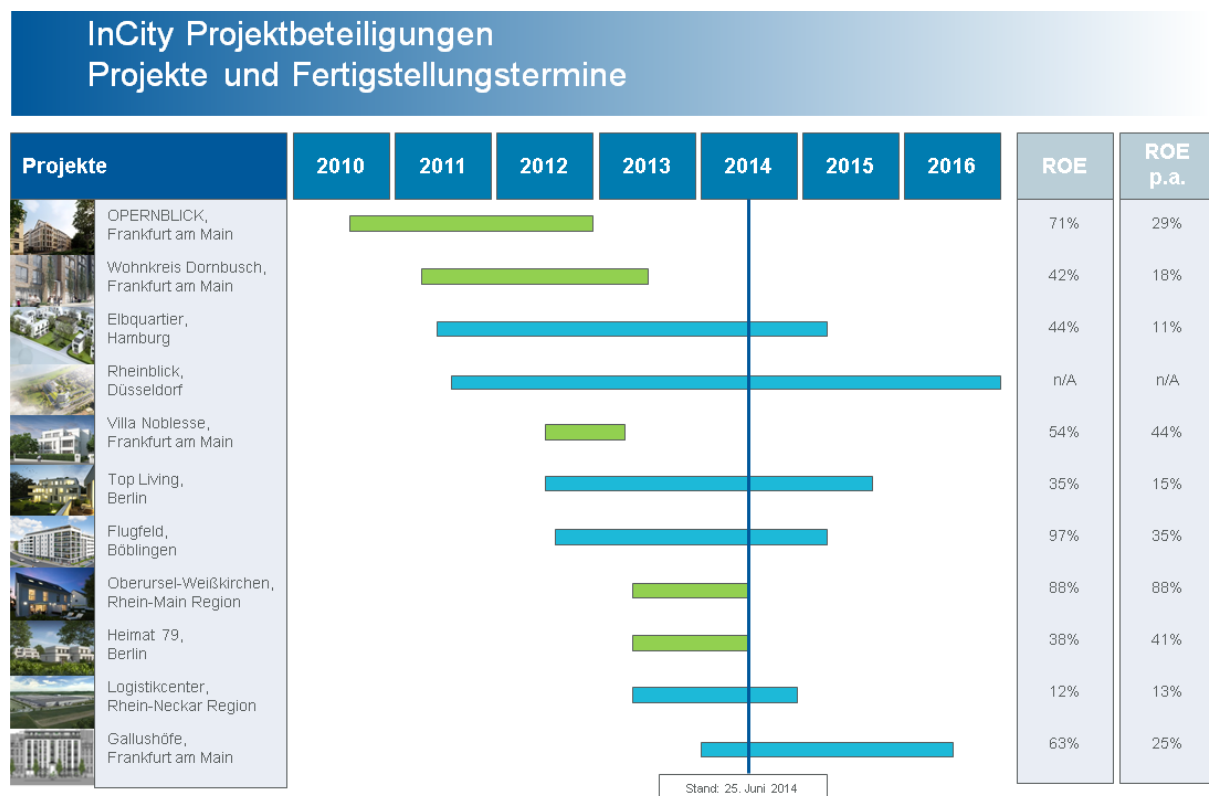 InCity Projektbeteiligungen
Projekte und Fertigstellungstermine
Projekte 2010 2011 2012 2013 2014 2015 2016 ROE ROE
p.a.
OPERNBLICK,
Frankfurt am Main 71% 29%
Wohnkreis Dornbusch,
Frankfurt am Main 42% 18%
Elbquartier,
Hamburg 44% 11%
Rheinblick,
Düsseldorf n/A n/A
Villa Noblesse,
Frankfurt am Main 54% 44%
Top Living,
Berlin 35% 15%
Flugfeld,
Böblingen 97% 35%
Oberursel-Weißkirchen,
Rhein-Main Region 88% 88%
Heimat 79,
Berlin 38% 41%
Logistikcenter,
Rhein-Neckar Region 12% 13%
Gallushöfe,
Frankfurt am Main 63% 25%
Stand: 25. Juni 2014